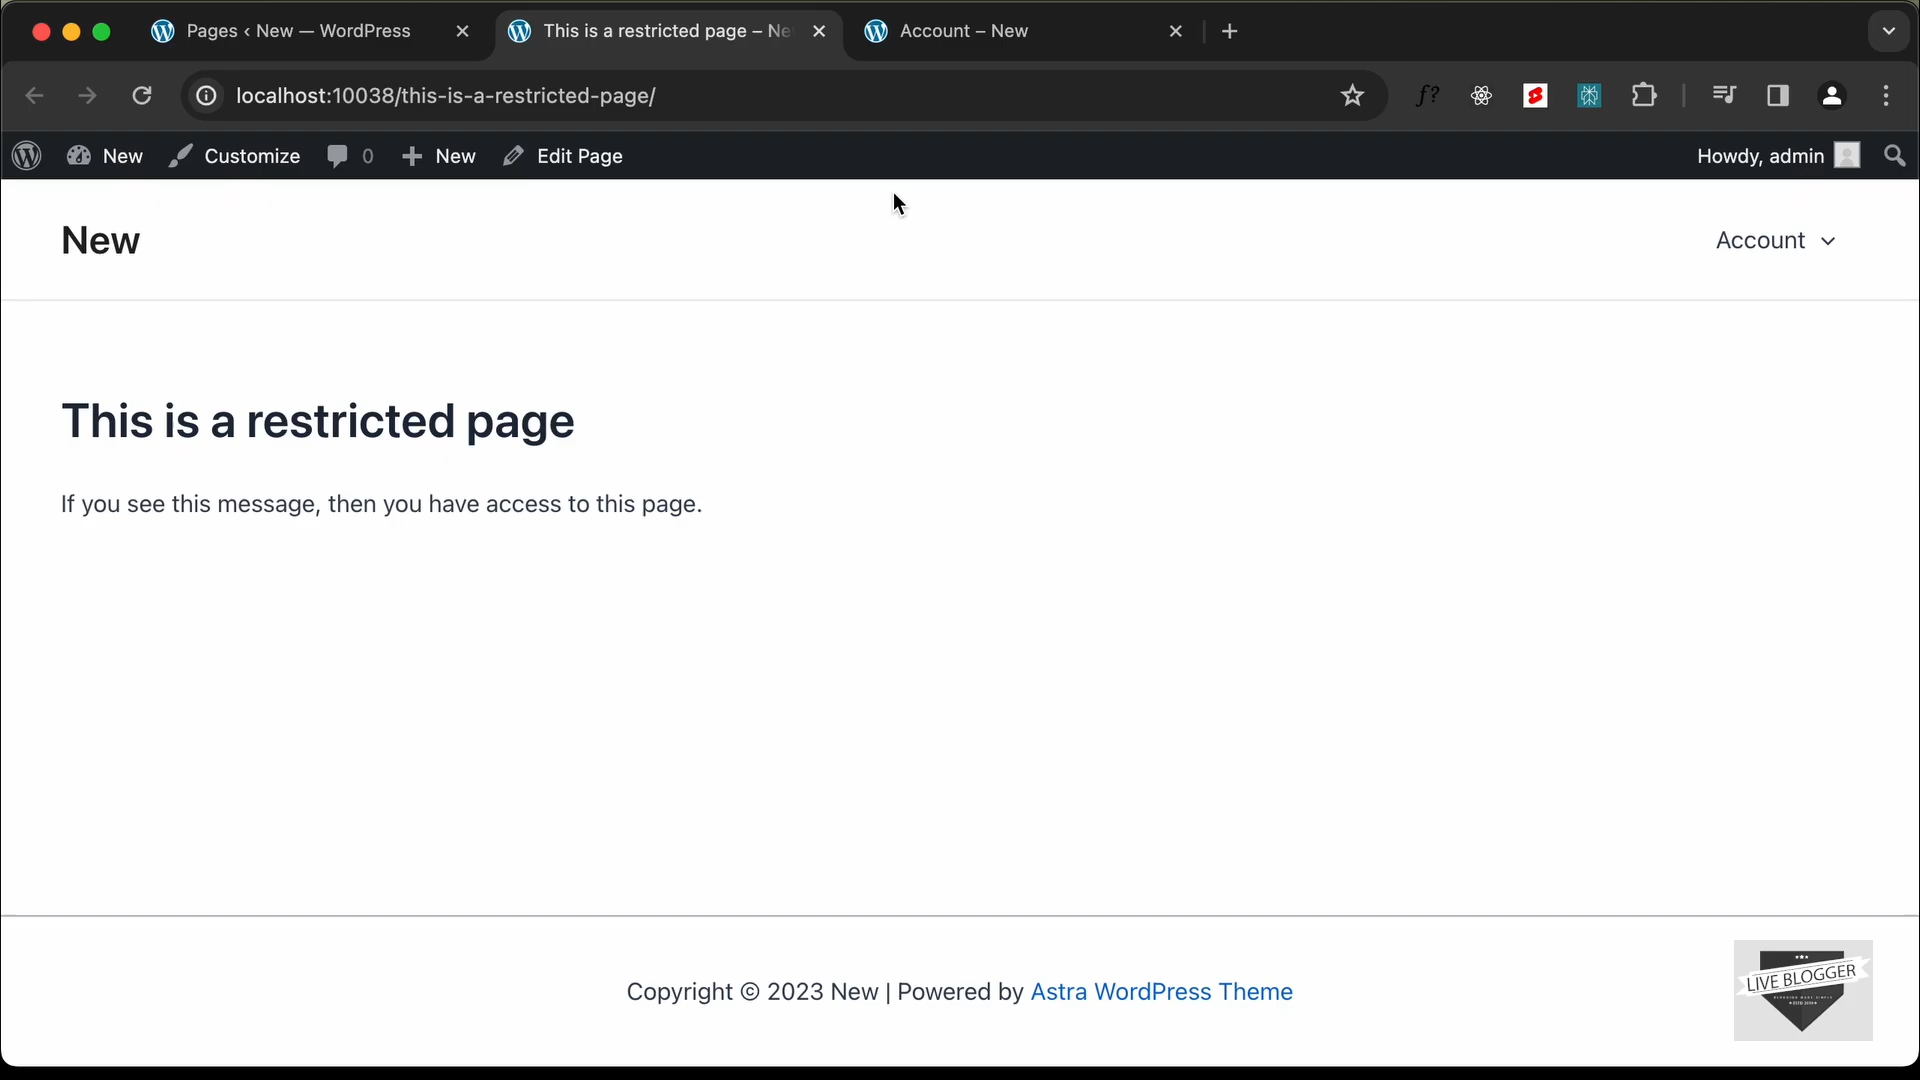 Pages ‹ New — WordPress
This is a restricted page – Ne
Account – New
localhost:10038/this-is-a-restricted-page/
f?
New
Customize
0
New
Edit Page
Howdy, admin
New
Account
This is a restricted page
If you see this message, then you have access to this page.
Copyright © 2023 New | Powered by Astra WordPress Theme
LIVE BLOGGER